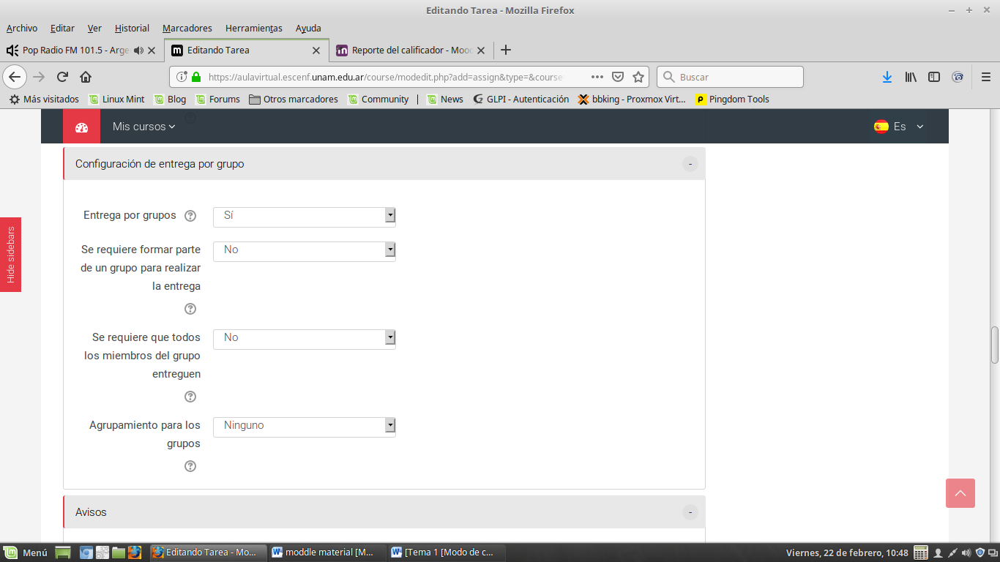 Editando Tarea - Mozilla Firefox
Archivo Editar Ver Historial Marcadores Herramientas Ayuda
Pop Radio FM 101.5 - Arge
Editando Tarea
Reporte del calificador - Mood
https://aulavirtual.escenf.unam.edu.ar/course/modedit.php?add=assign&type=&course
Buscar
Más visitados Linux Mint Blog Forums Otros marcadores Community | News GLPI - Autenticación bbking - Proxmox Virt... Pingdom Tools
Mis cursos
Es
Configuración de entrega por grupo -
Entrega por grupos ? Sí
Se requiere formar parte No
de un grupo para realizar
la entrega
?
Se requiere que todos No
los miembros del grupo
entreguen
?
Agrupamiento para los Ninguno
grupos
?
Hide sidebars
Avisos -
Menú
Editando Tarea - Mo...
moddle material [M...
[Tema 1 [Modo de c...
Viernes, 22 de febrero, 10:48